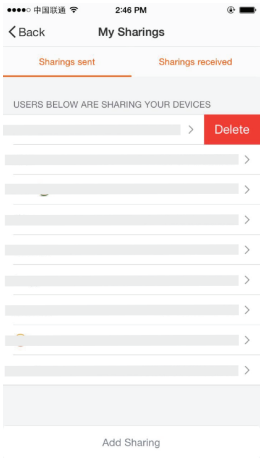 中国联通 2:46 PM
Back My Sharings
Sharings sent Sharings received
USERS BELOW ARE SHARING YOUR DEVICES
Delete
Add Sharing